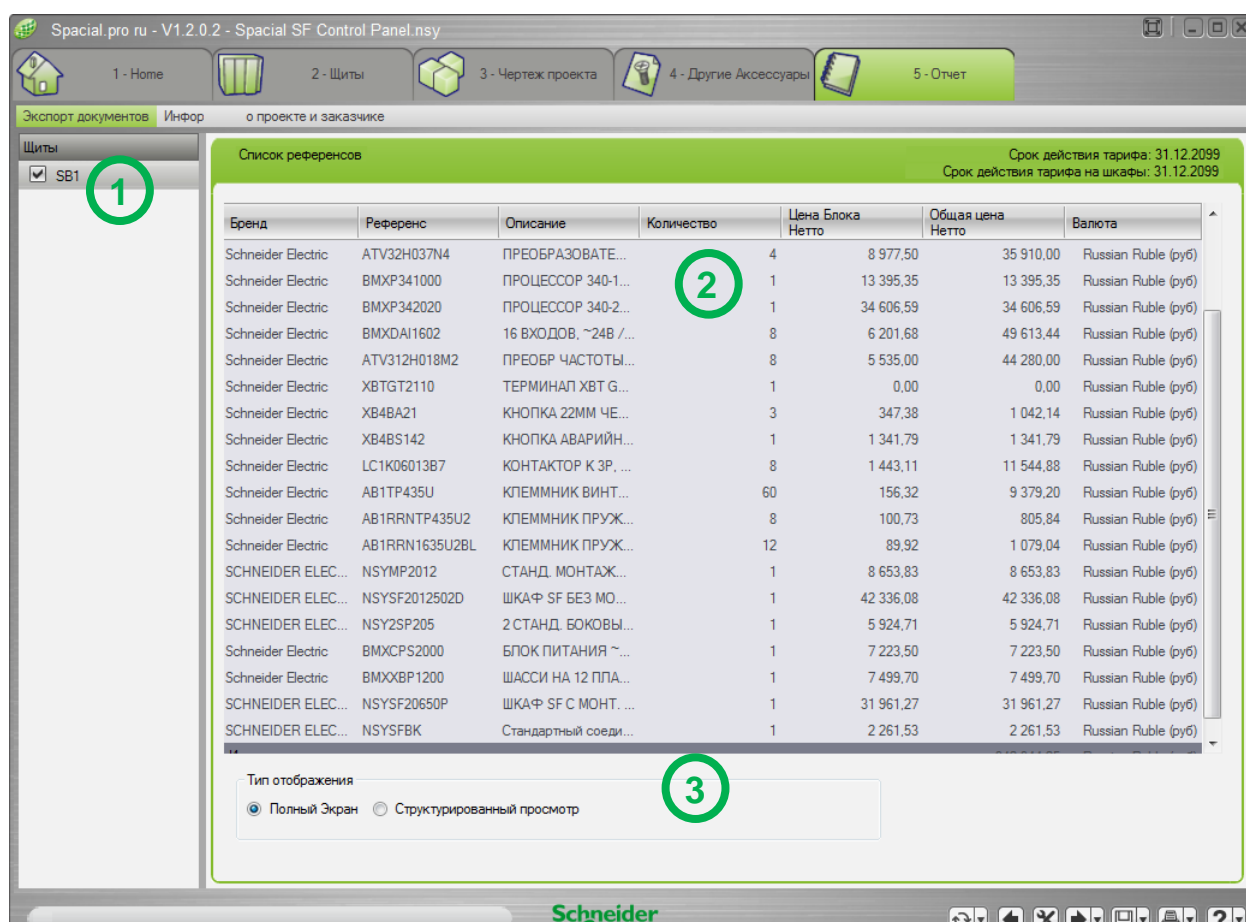 Spacial.pro ru - V1.2.0.2 - Spacial SF Control Panel.nsy
1 - Home
2 - Щиты
3 - Чертеж проекта
4 - Другие Аксессуары
5 - Отчет
Экспорт документов Инфор о проекте и заказчике
Щиты
SB1
1
Список референсов
Срок действия тарифа: 31.12.2099
Срок действия тарифа на шкафы: 31.12.2099
Бренд Референс Описание Количество Цена Блока Нетто Общая цена Нетто Валюта
Schneider Electric ATV32H037N4 ПРЕОБРАЗОВАТЕ... 4 8 977,50 35 910,00 Russian Ruble (руб)
Schneider Electric BMXP341000 ПРОЦЕССОР 340-1... 1 13 395,35 13 395,35 Russian Ruble (руб)
2
Schneider Electric BMXP342020 ПРОЦЕССОР 340-2... 1 34 606,59 34 606,59 Russian Ruble (руб)
Schneider Electric BMXDAI1602 16 ВХОДОВ, ~24В /... 8 6 201,68 49 613,44 Russian Ruble (руб)
Schneider Electric ATV312H018M2 ПРЕОБР ЧАСТОТЫ... 8 5 535,00 44 280,00 Russian Ruble (руб)
Schneider Electric XBTGT2110 ТЕРМИНАЛ XBT G... 1 0,00 0,00 Russian Ruble (руб)
Schneider Electric XB4BA21 КНОПКА 22ММ ЧЕ... 3 347,38 1 042,14 Russian Ruble (руб)
Schneider Electric XB4BS142 КНОПКА АВАРИЙН... 1 1 341,79 1 341,79 Russian Ruble (руб)
Schneider Electric LC1K06013B7 КОНТАКТОР К 3Р, ... 8 1 443,11 11 544,88 Russian Ruble (руб)
Schneider Electric AB1TP435U КЛЕММНИК ВИНТ... 60 156,32 9 379,20 Russian Ruble (руб)
Schneider Electric AB1RRNTP435U2 КЛЕММНИК ПРУЖ... 8 100,73 805,84 Russian Ruble (руб)
Schneider Electric AB1RRN1635U2BL КЛЕММНИК ПРУЖ... 12 89,92 1 079,04 Russian Ruble (руб)
SCHNEIDER ELEC... NSYMP2012 СТАНД. МОНТАЖ... 1 8 653,83 8 653,83 Russian Ruble (руб)
SCHNEIDER ELEC... NSYSF2012502D ШКАФ SF БЕЗ МО... 1 42 336,08 42 336,08 Russian Ruble (руб)
SCHNEIDER ELEC... NSY2SP205 2 СТАНД. БОКОВЫ... 1 5 924,71 5 924,71 Russian Ruble (руб)
Schneider Electric BMXCPS2000 БЛОК ПИТАНИЯ ~... 1 7 223,50 7 223,50 Russian Ruble (руб)
Schneider Electric BMXXBP1200 ШАССИ НА 12 ПЛА... 1 7 499,70 7 499,70 Russian Ruble (руб)
SCHNEIDER ELEC... NSYSF20650P ШКАФ SF С МОНТ. ... 1 31 961,27 31 961,27 Russian Ruble (руб)
SCHNEIDER ELEC... NSYSFBK Стандартный соеди... 1 2 261,53 2 261,53 Russian Ruble (руб)
Тип отображения
3
Полный Экран Структурированный просмотр
Schneider